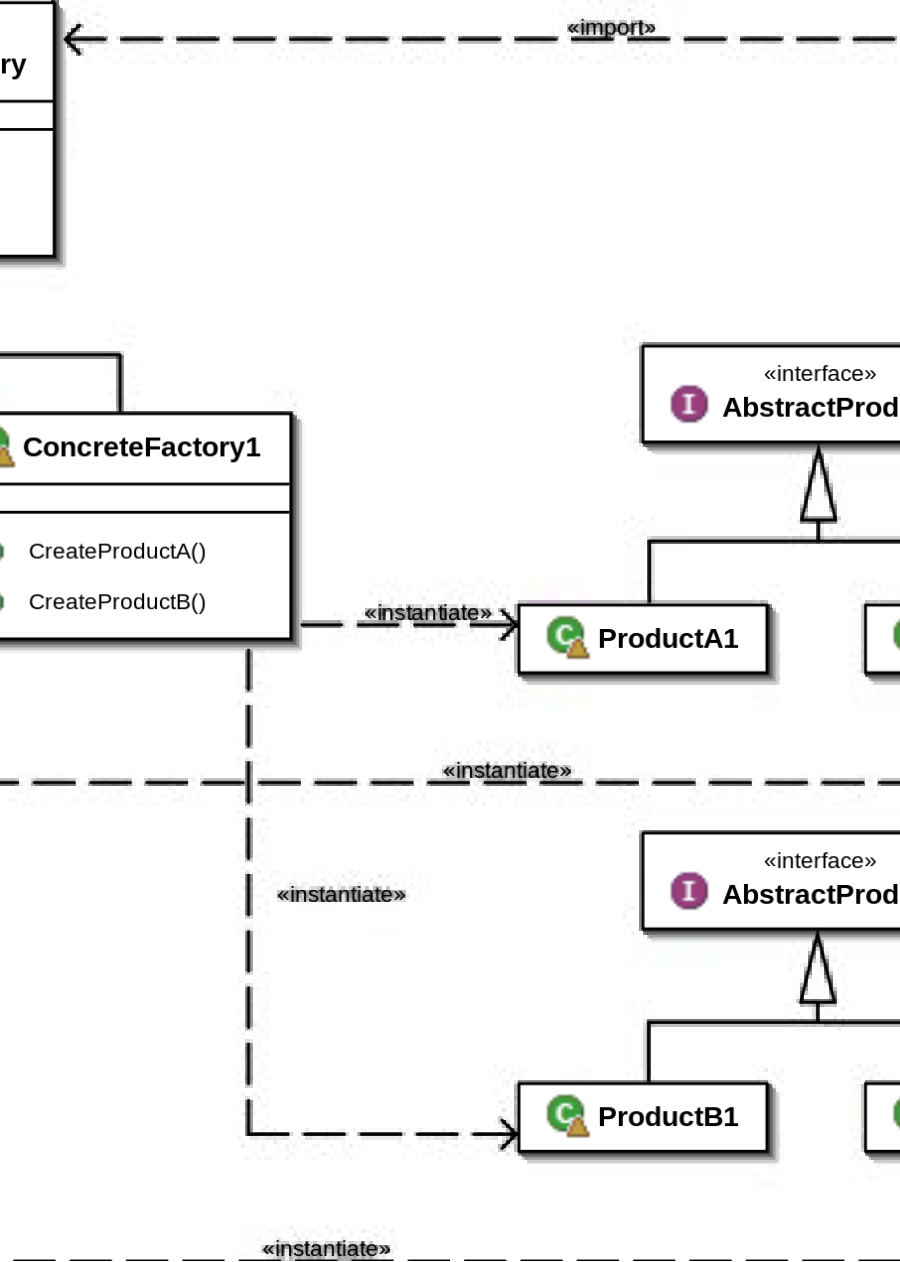 «import»
ry
«interface»
AbstractProd
ConcreteFactory1
CreateProductA()
CreateProductB()
«instantiate»
ProductA1
«instantiate»
«interface»
AbstractProd
«instantiate»
ProductB1
«instantiate»